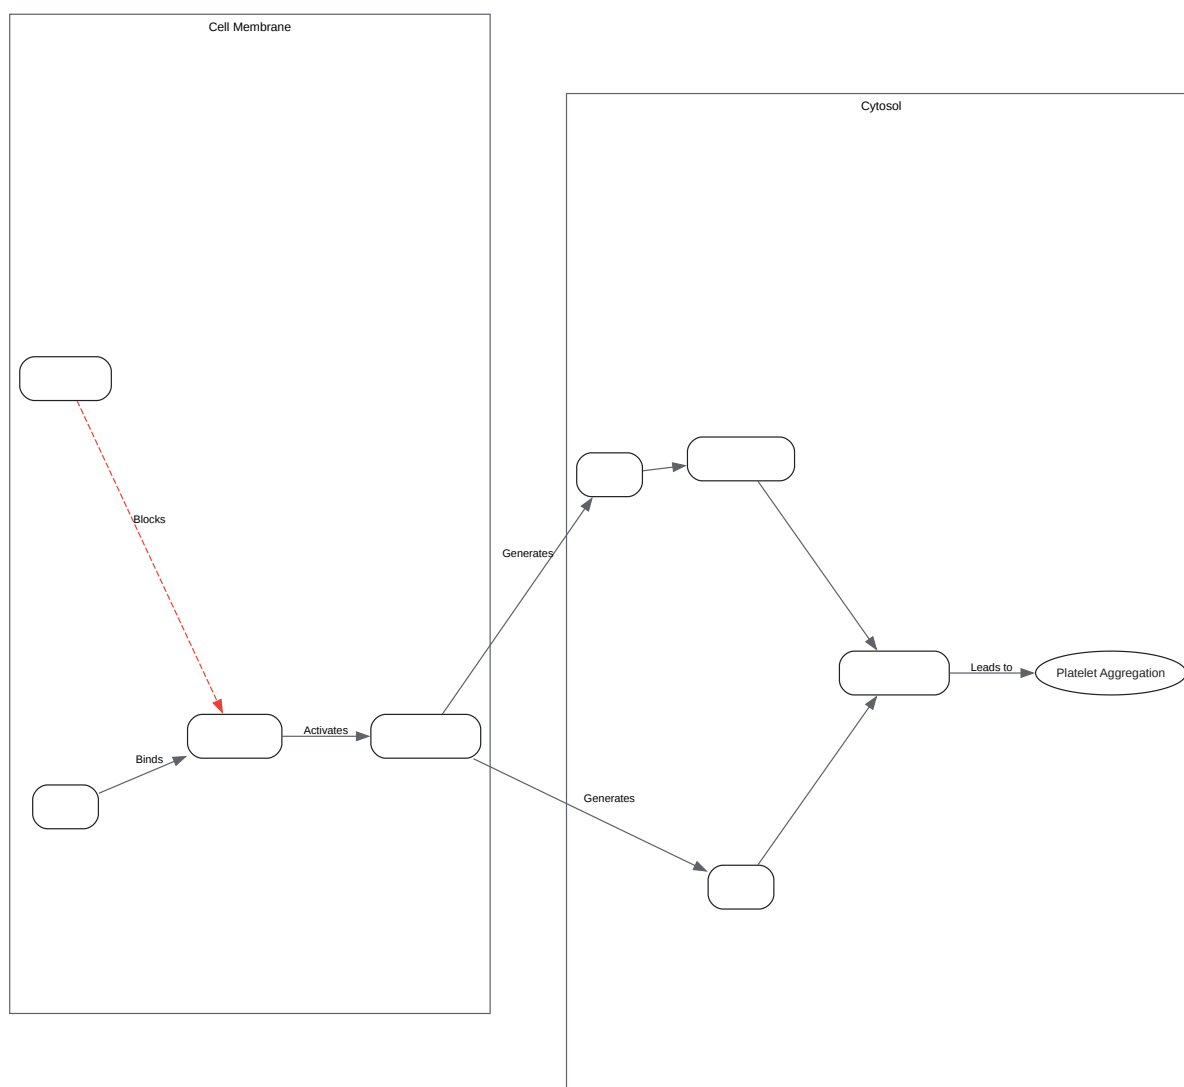 Cell Membrane
Cytosol
Blocks
Generates
Leads to
Platelet Aggregation
Activates
Binds
Generates